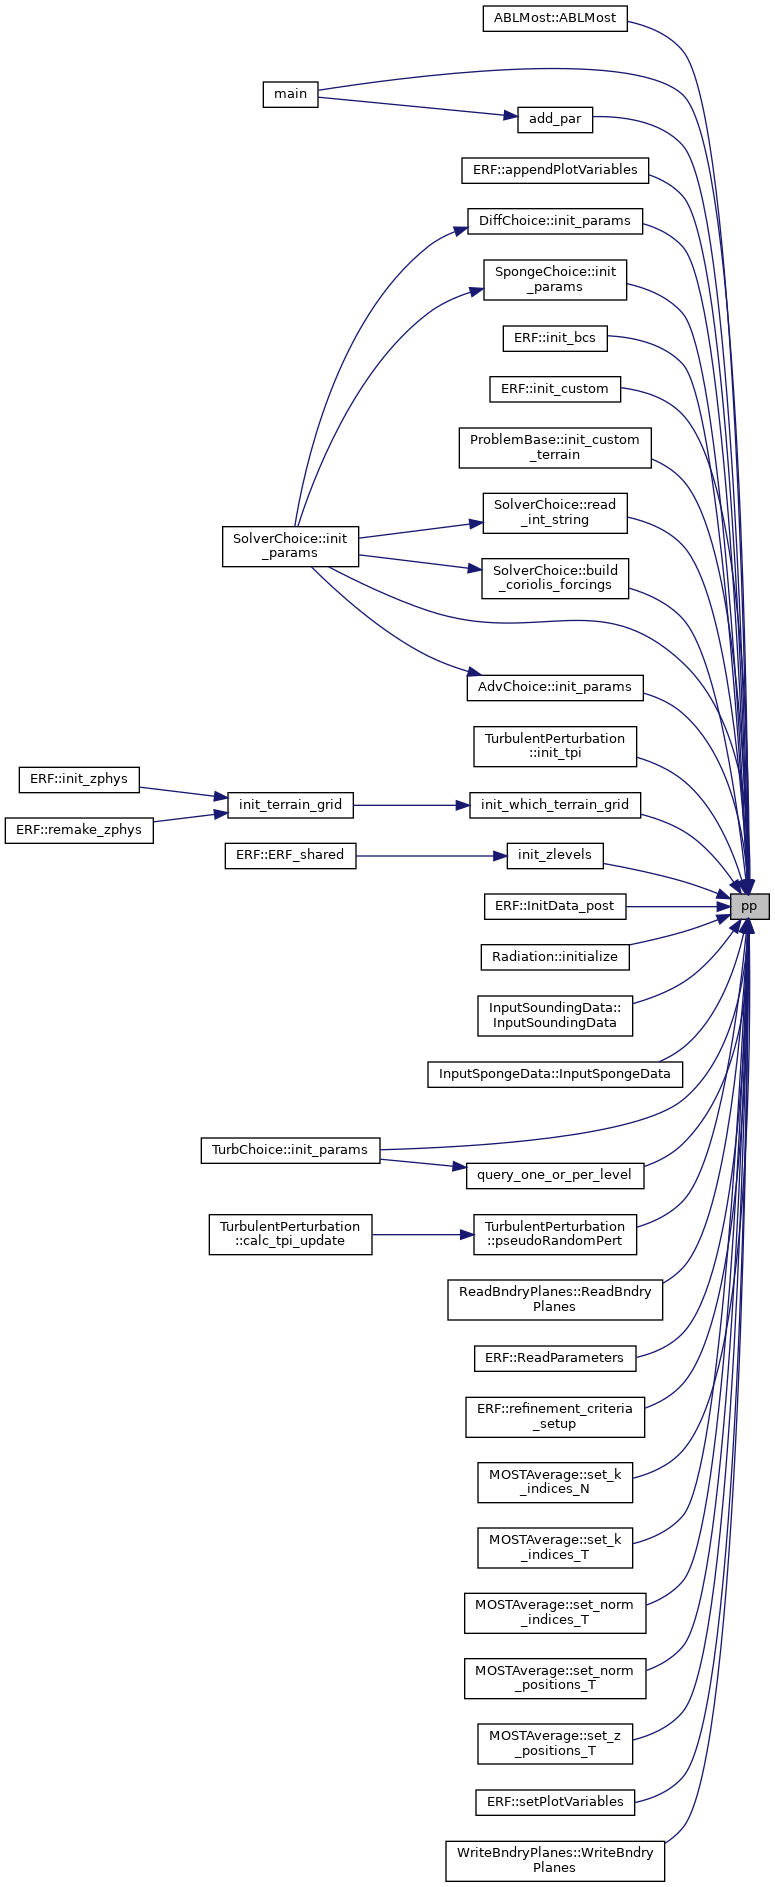 ABLMost::ABLMost
main
add_par
ERF::appendPlotVariables
DiffChoice::init_params
SpongeChoice::init
_params
ERF::init_bcs
ERF::init_custom
ProblemBase::init_custom
_terrain
SolverChoice::read
_int_string
SolverChoice::init
_params
SolverChoice::build
_coriolis_forcings
AdvChoice::init_params
TurbulentPerturbation
::init_tpi
ERF::init_zphys
init_terrain_grid
init_which_terrain_grid
ERF::remake_zphys
ERF::ERF_shared
init_zlevels
pp
ERF::InitData_post
Radiation::initialize
InputSoundingData::
InputSoundingData
InputSpongeData::InputSpongeData
TurbChoice::init_params
query_one_or_per_level
TurbulentPerturbation
::calc_tpi_update
TurbulentPerturbation
::pseudoRandomPert
ReadBndryPlanes::ReadBndry
Planes
ERF::ReadParameters
ERF::refinement_criteria
_setup
MOSTAverage::set_k
_indices_N
MOSTAverage::set_k
_indices_T
MOSTAverage::set_norm
_indices_T
MOSTAverage::set_norm
_positions_T
MOSTAverage::set_z
_positions_T
ERF::setPlotVariables
WriteBndryPlanes::WriteBndry
Planes